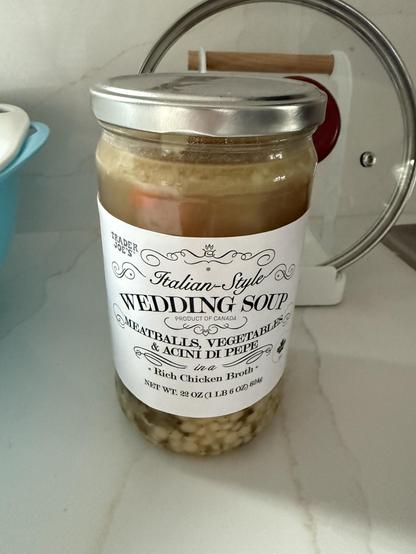 TRADER
JOE'S
Italian-Style
WEDDING SOUP
PRODUCT OF CANADA
MEATBALLS, VEGETABLES
& ACINI DI PEPE
in a
• Rich Chicken Broth •
NET WT. 22 OZ (1 LB 6 OZ) 624g